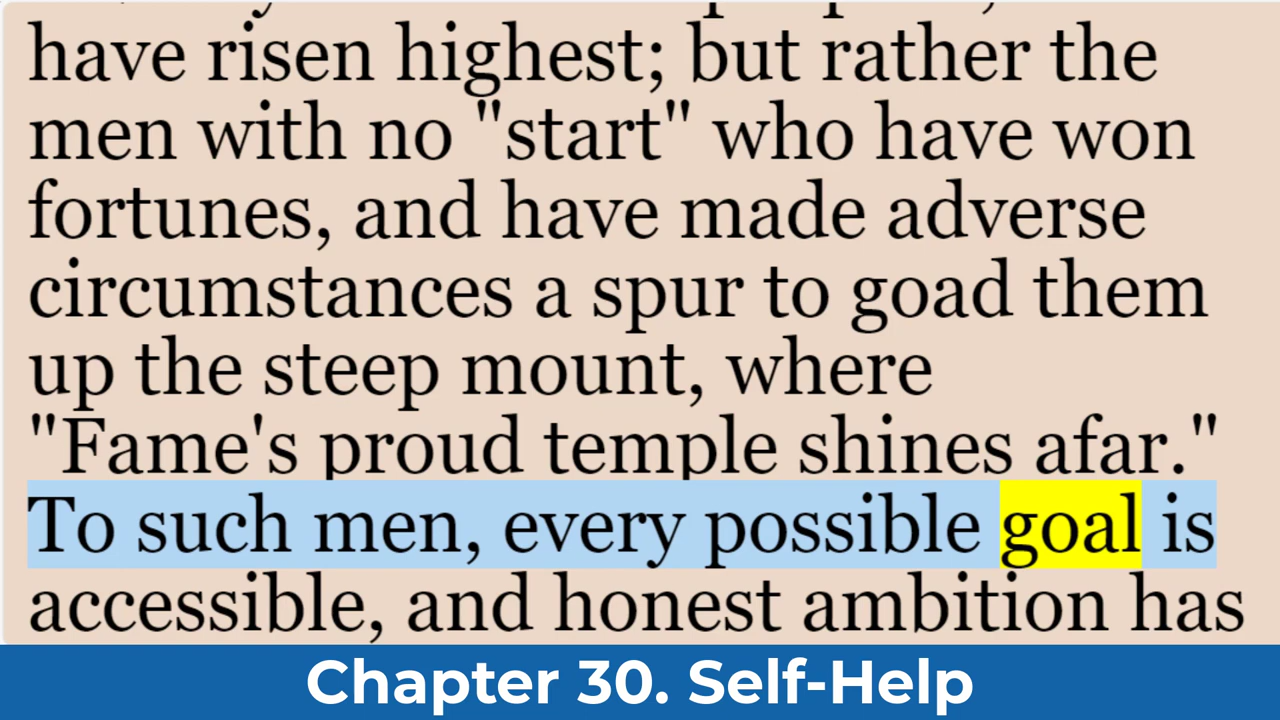 have risen highest; but rather the
men with no "start" who have won
fortunes, and have made adverse
circumstances a spur to goad them
up the steep mount, where
"Fame's proud temple shines afar."
To such men, every possible goal is
accessible, and honest ambition has
Chapter 30. Self-Help